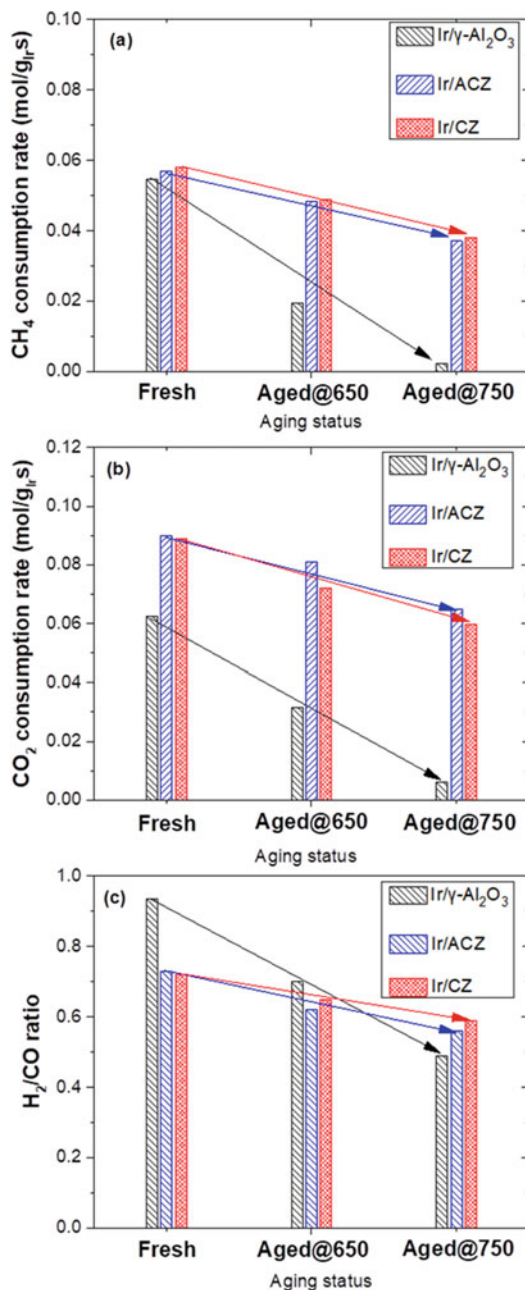 (a)
Ir/γ-Al₂O₃
Ir/ACZ
Ir/CZ
CH₄ consumption rate (mol/g_Ir s)
0.10
0.08
0.06
0.04
0.02
0.00
Fresh Aged@650 Aged@750
Aging status
(b)
Ir/γ-Al₂O₃
Ir/ACZ
Ir/CZ
CO₂ consumption rate (mol/g_Ir s)
0.12
0.10
0.08
0.06
0.04
0.02
0.00
Fresh Aged@650 Aged@750
Aging status
(c)
Ir/γ-Al₂O₃
Ir/ACZ
Ir/CZ
H₂/CO ratio
1.0
0.8
0.6
0.4
0.2
0.0
Fresh Aged@650 Aged@750
Aging status